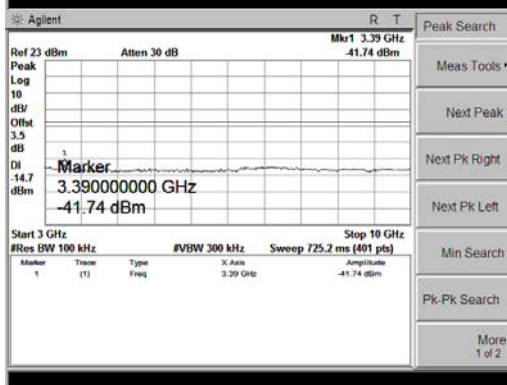 Agilent R T
Peak Search
Mkr1 3.39 GHz
Ref 23 dBm Atten 30 dB -41.74 dBm
Peak
Log
10
dB/
Offst
3.5
dB
DI
-14.7
dBm
1
Marker
3.390000000 GHz
-41.74 dBm
Start 3 GHz Stop 10 GHz
#Res BW 100 kHz #VBW 300 kHz Sweep 725.2 ms (401 pts)
Marker Trace Type X Axis Amplitude
1 (1) Freq 3.39 GHz -41.74 dBm
Meas Tools
Next Peak
Next Pk Right
Next Pk Left
Min Search
Pk-Pk Search
More
1 of 2